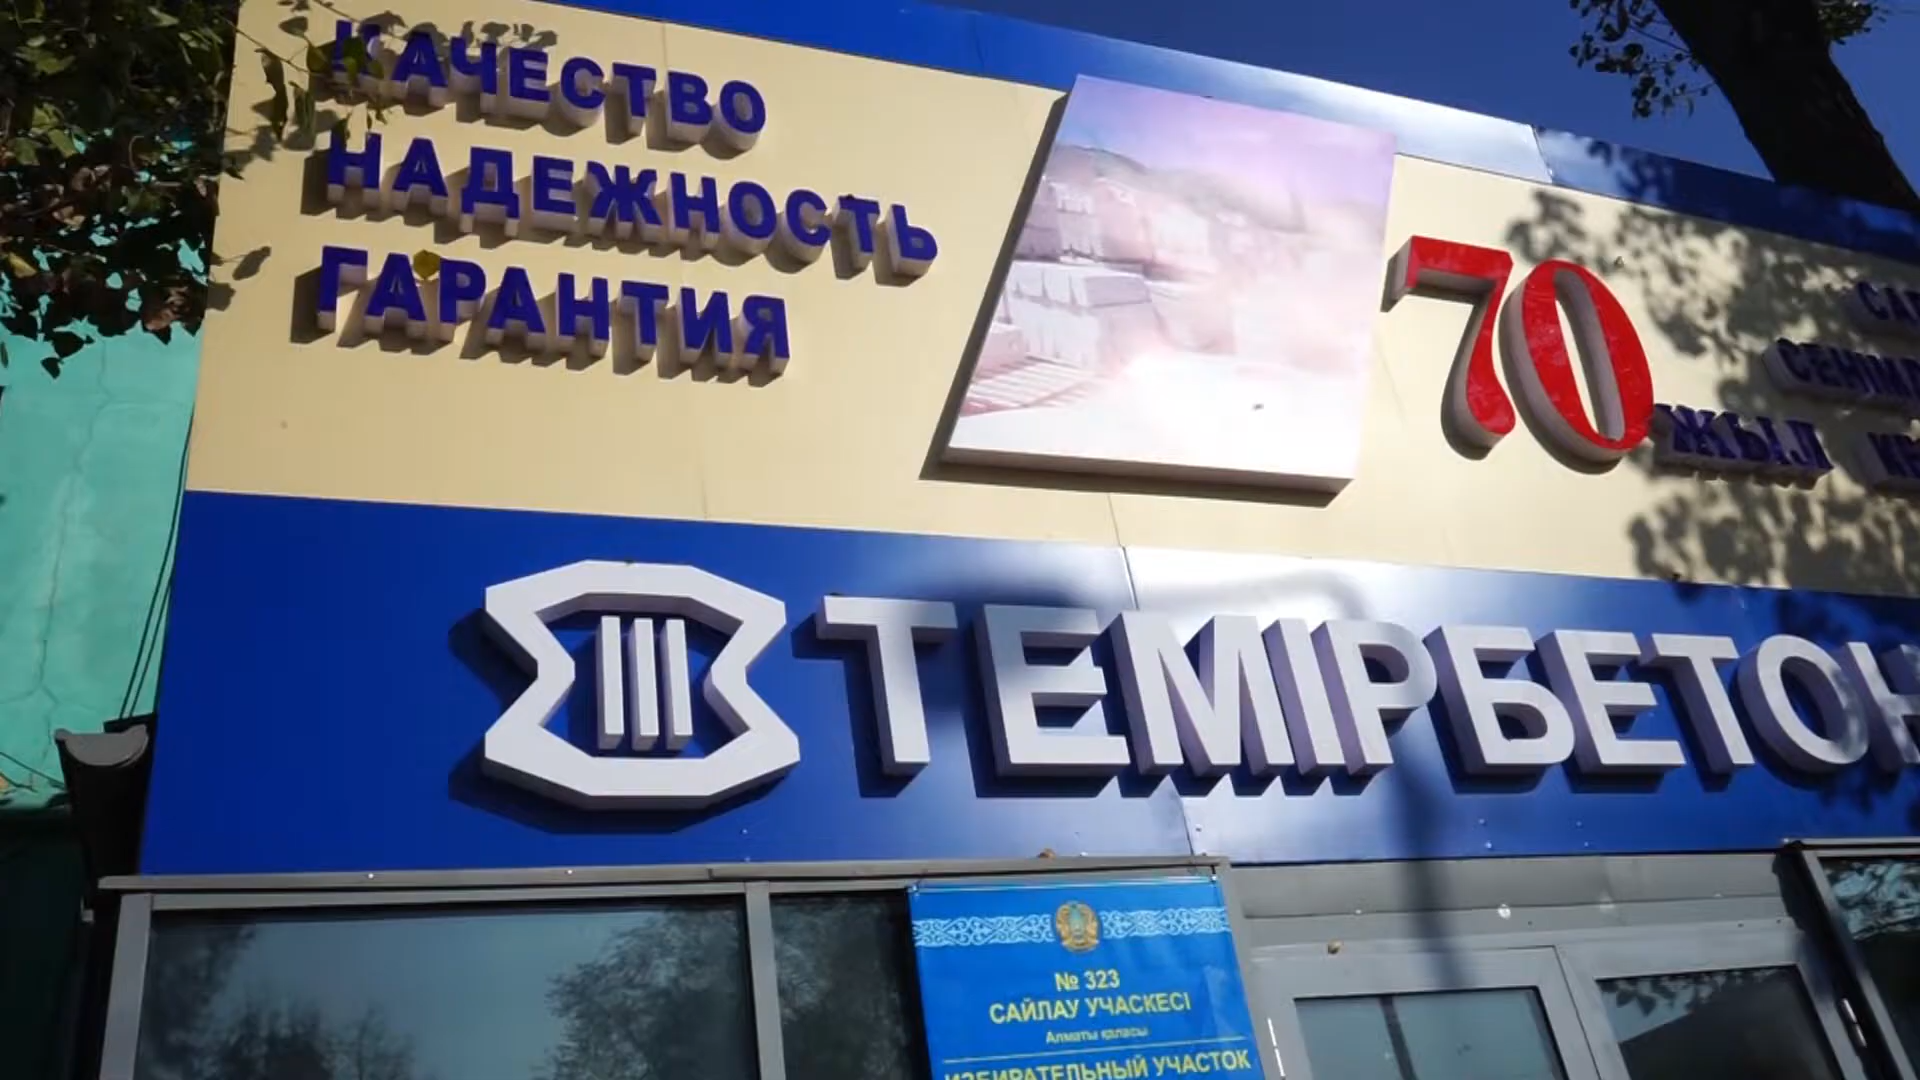 КАЧЕСТВО
НАДЕЖНОСТЬ
ГАРАНТИЯ
70
ЖЫЛ
ТЕМІРБЕТОН
№ 323
САЙЛАУ УЧАСКЕСІ
Алматы қаласы
ИЗБИРАТЕЛЬНЫЙ УЧАСТОК